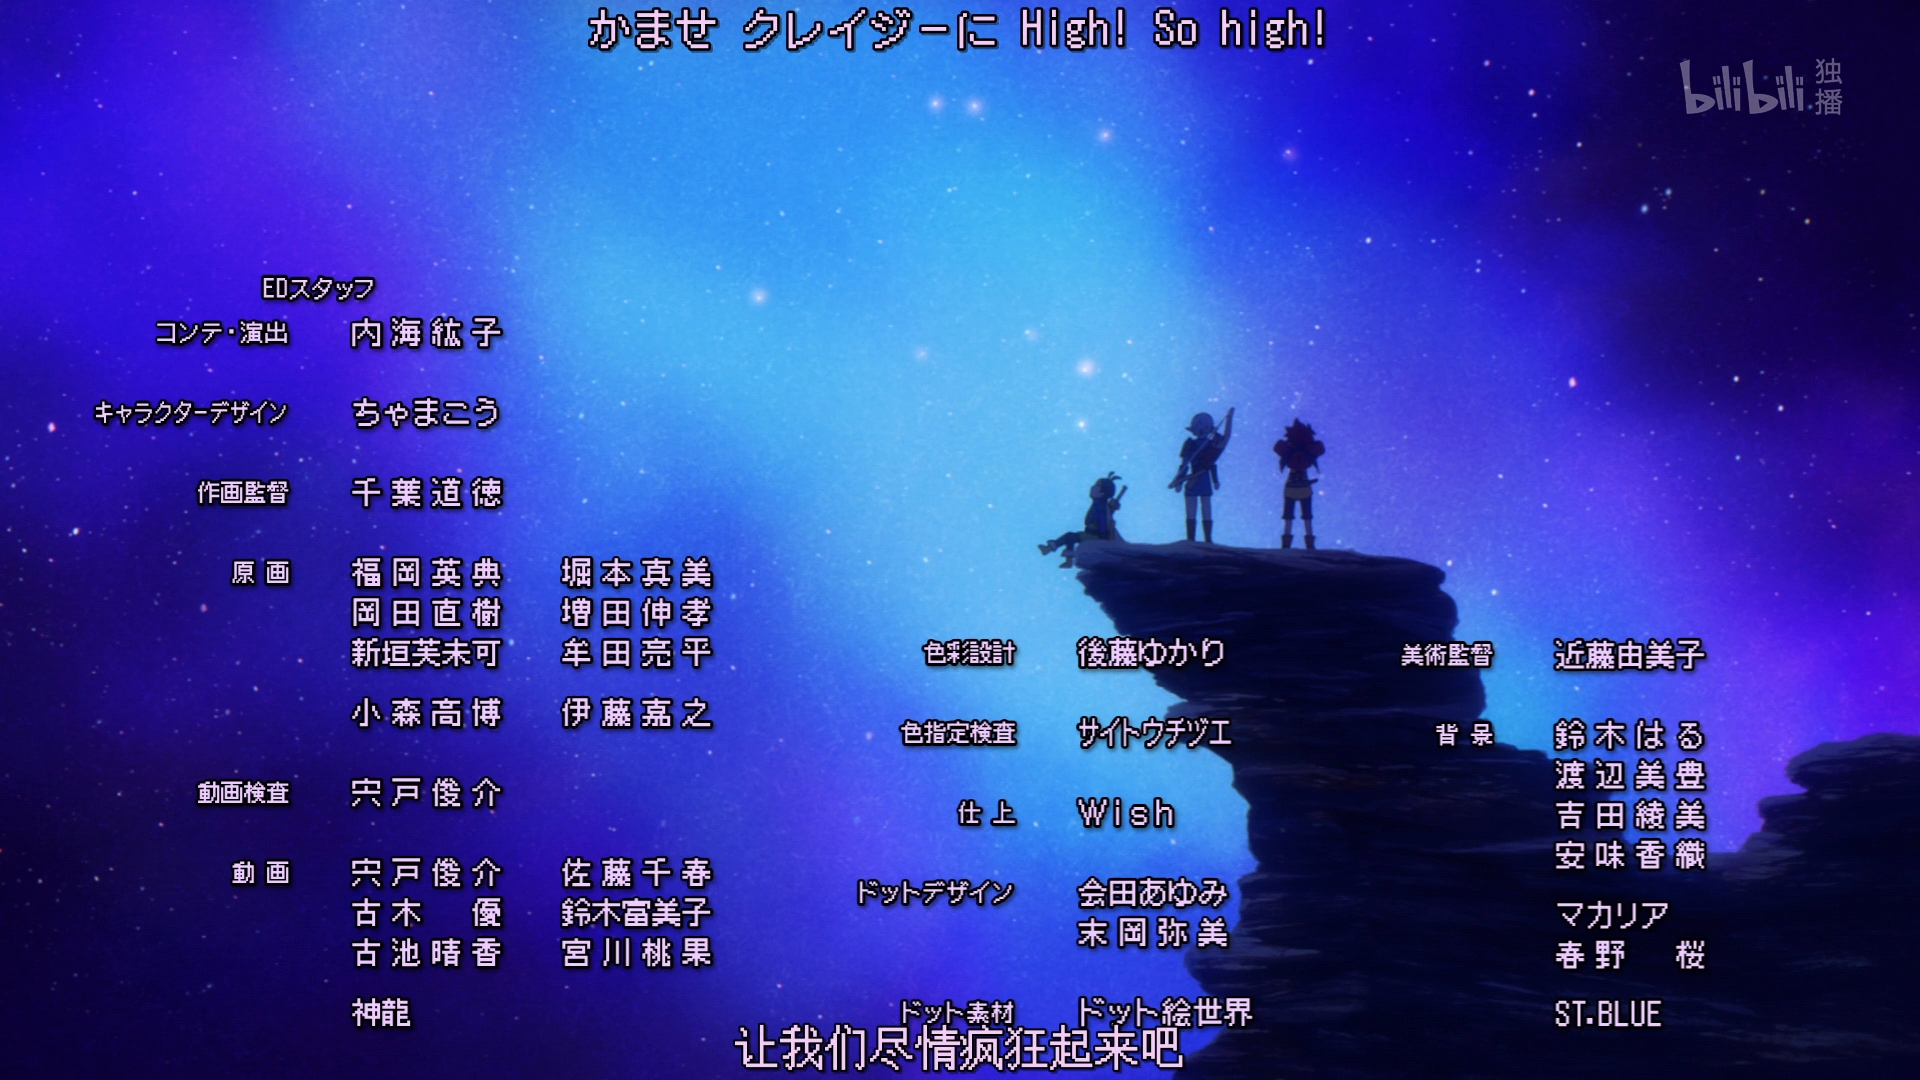 かませ クレイジーに High! So high!
bilibili 独播
EDスタッフ
コンテ・演出 内海紘子
キャラクターデザイン ちゃまこう
作画監督 千葉道徳
原画 福岡英典 堀本真美
岡田直樹 増田伸孝
新垣芙未可 牟田亮平
小森高博 伊藤嘉之
動画検査 宍戸俊介
動画 宍戸俊介 佐藤千春
古木 優 鈴木富美子
古池晴香 宮川桃果
神龍
色彩設計 後藤ゆかり
色指定検査 サイトウチヅエ
仕上 Wish
ドットデザイン 会田あゆみ
末岡弥美
ドット素材 ドット絵世界
美術監督 近藤由美子
背景 鈴木はる
渡辺美豊
吉田綾美
安味香織
マカリア
春野 桜
ST.BLUE
让我们尽情疯狂起来吧